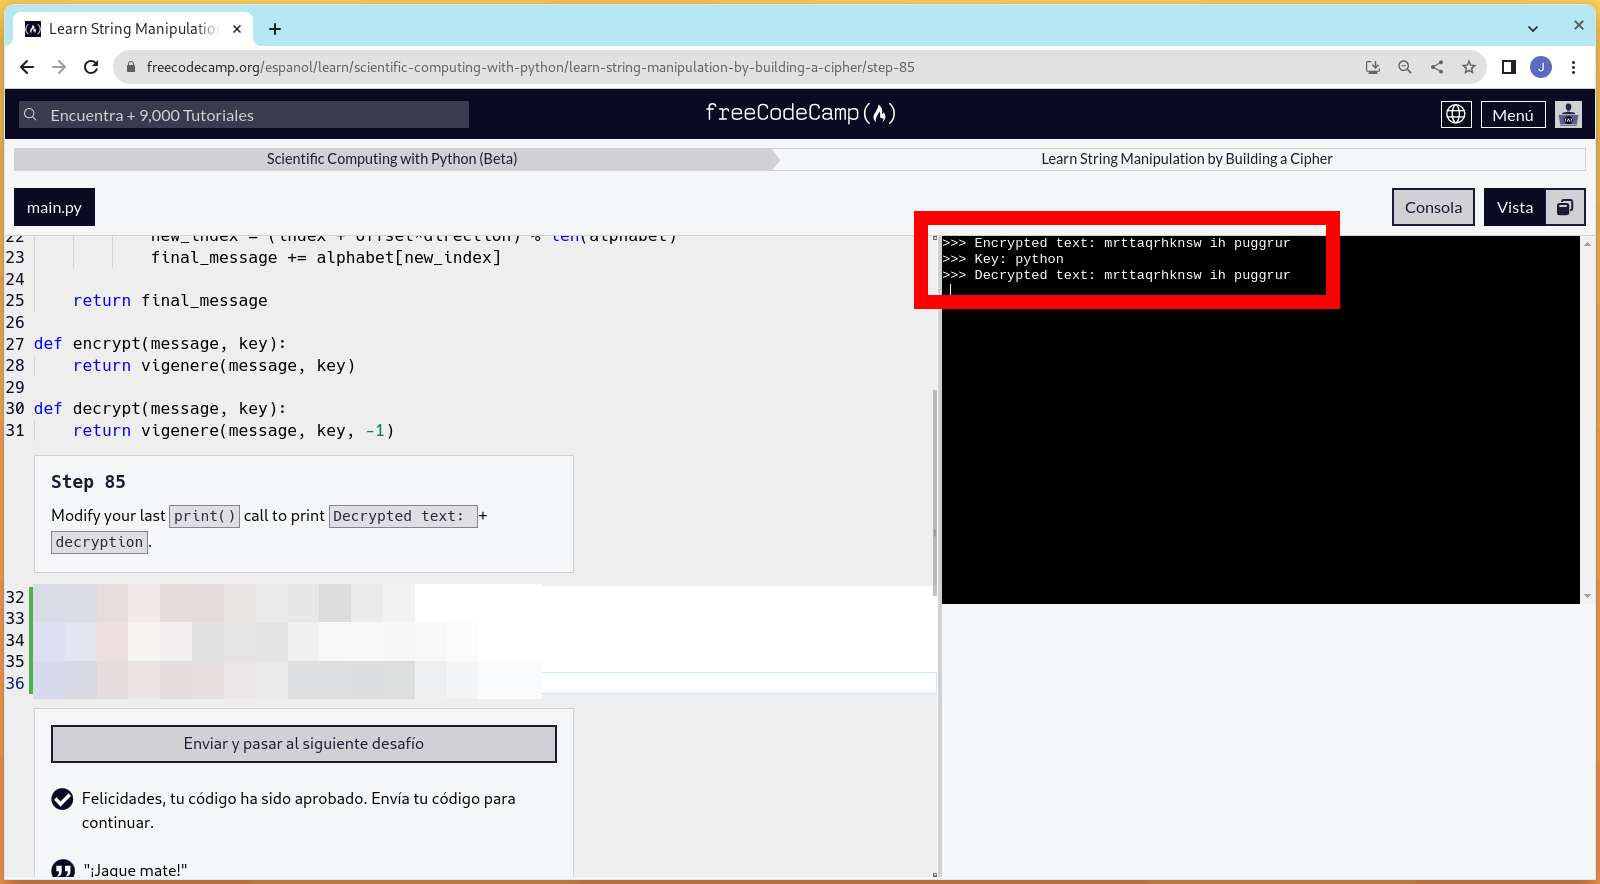 Learn String Manipulatio
freecodecamp.org/espanol/learn/scientific-computing-with-python/learn-string-manipulation-by-building-a-cipher/step-85
J
Encuentra + 9,000 Tutoriales
freeCodeCamp
Menú
Scientific Computing with Python (Beta)
Learn String Manipulation by Building a Cipher
main.py
Consola
Vista
22 new_index = (index + offset*direction) % len(alphabet)
23 final_message += alphabet[new_index]
24
25 return final_message
26
27 def encrypt(message, key):
28 return vigenere(message, key)
29
30 def decrypt(message, key):
31 return vigenere(message, key, -1)
Step 85
Modify your last print() call to print Decrypted text: +
decryption.
32
33
34
35
36
Enviar y pasar al siguiente desafío
Felicidades, tu código ha sido aprobado. Envía tu código para
continuar.
"¡Jaque mate!"
>>> Encrypted text: mrttaqrhknsw ih puggrur
>>> Key: python
>>> Decrypted text: mrttaqrhknsw ih puggrur